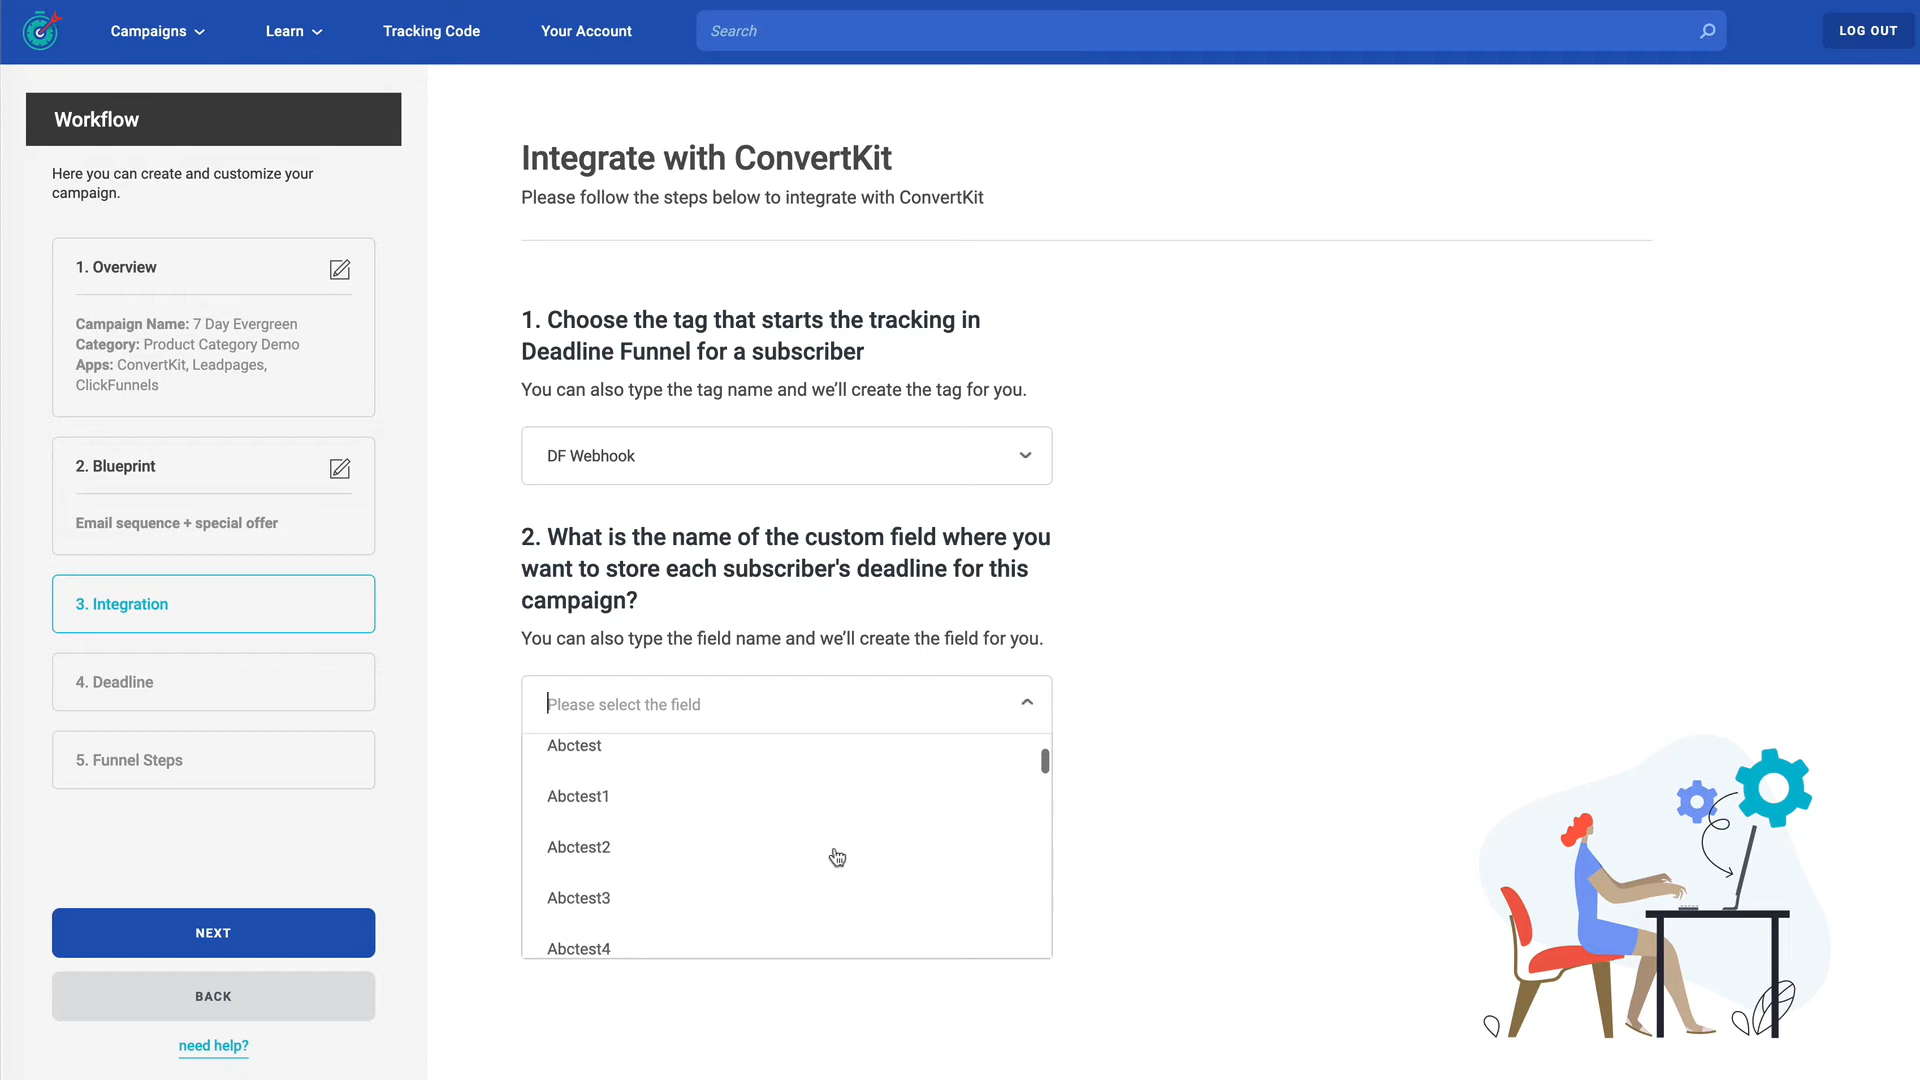 Campaigns
Learn
Tracking Code
Your Account
Search
LOG OUT
Workflow
Here you can create and customize your
campaign.
1. Overview
Campaign Name: 7 Day Evergreen
Category: Product Category Demo
Apps: ConvertKit, Leadpages,
ClickFunnels
2. Blueprint
Email sequence + special offer
3. Integration
4. Deadline
5. Funnel Steps
NEXT
BACK
need help?
Integrate with ConvertKit
Please follow the steps below to integrate with ConvertKit
1. Choose the tag that starts the tracking in
Deadline Funnel for a subscriber
You can also type the tag name and we’ll create the tag for you.
DF Webhook
2. What is the name of the custom field where you
want to store each subscriber's deadline for this
campaign?
You can also type the field name and we’ll create the field for you.
Please select the field
Abctest
Abctest1
Abctest2
Abctest3
Abctest4